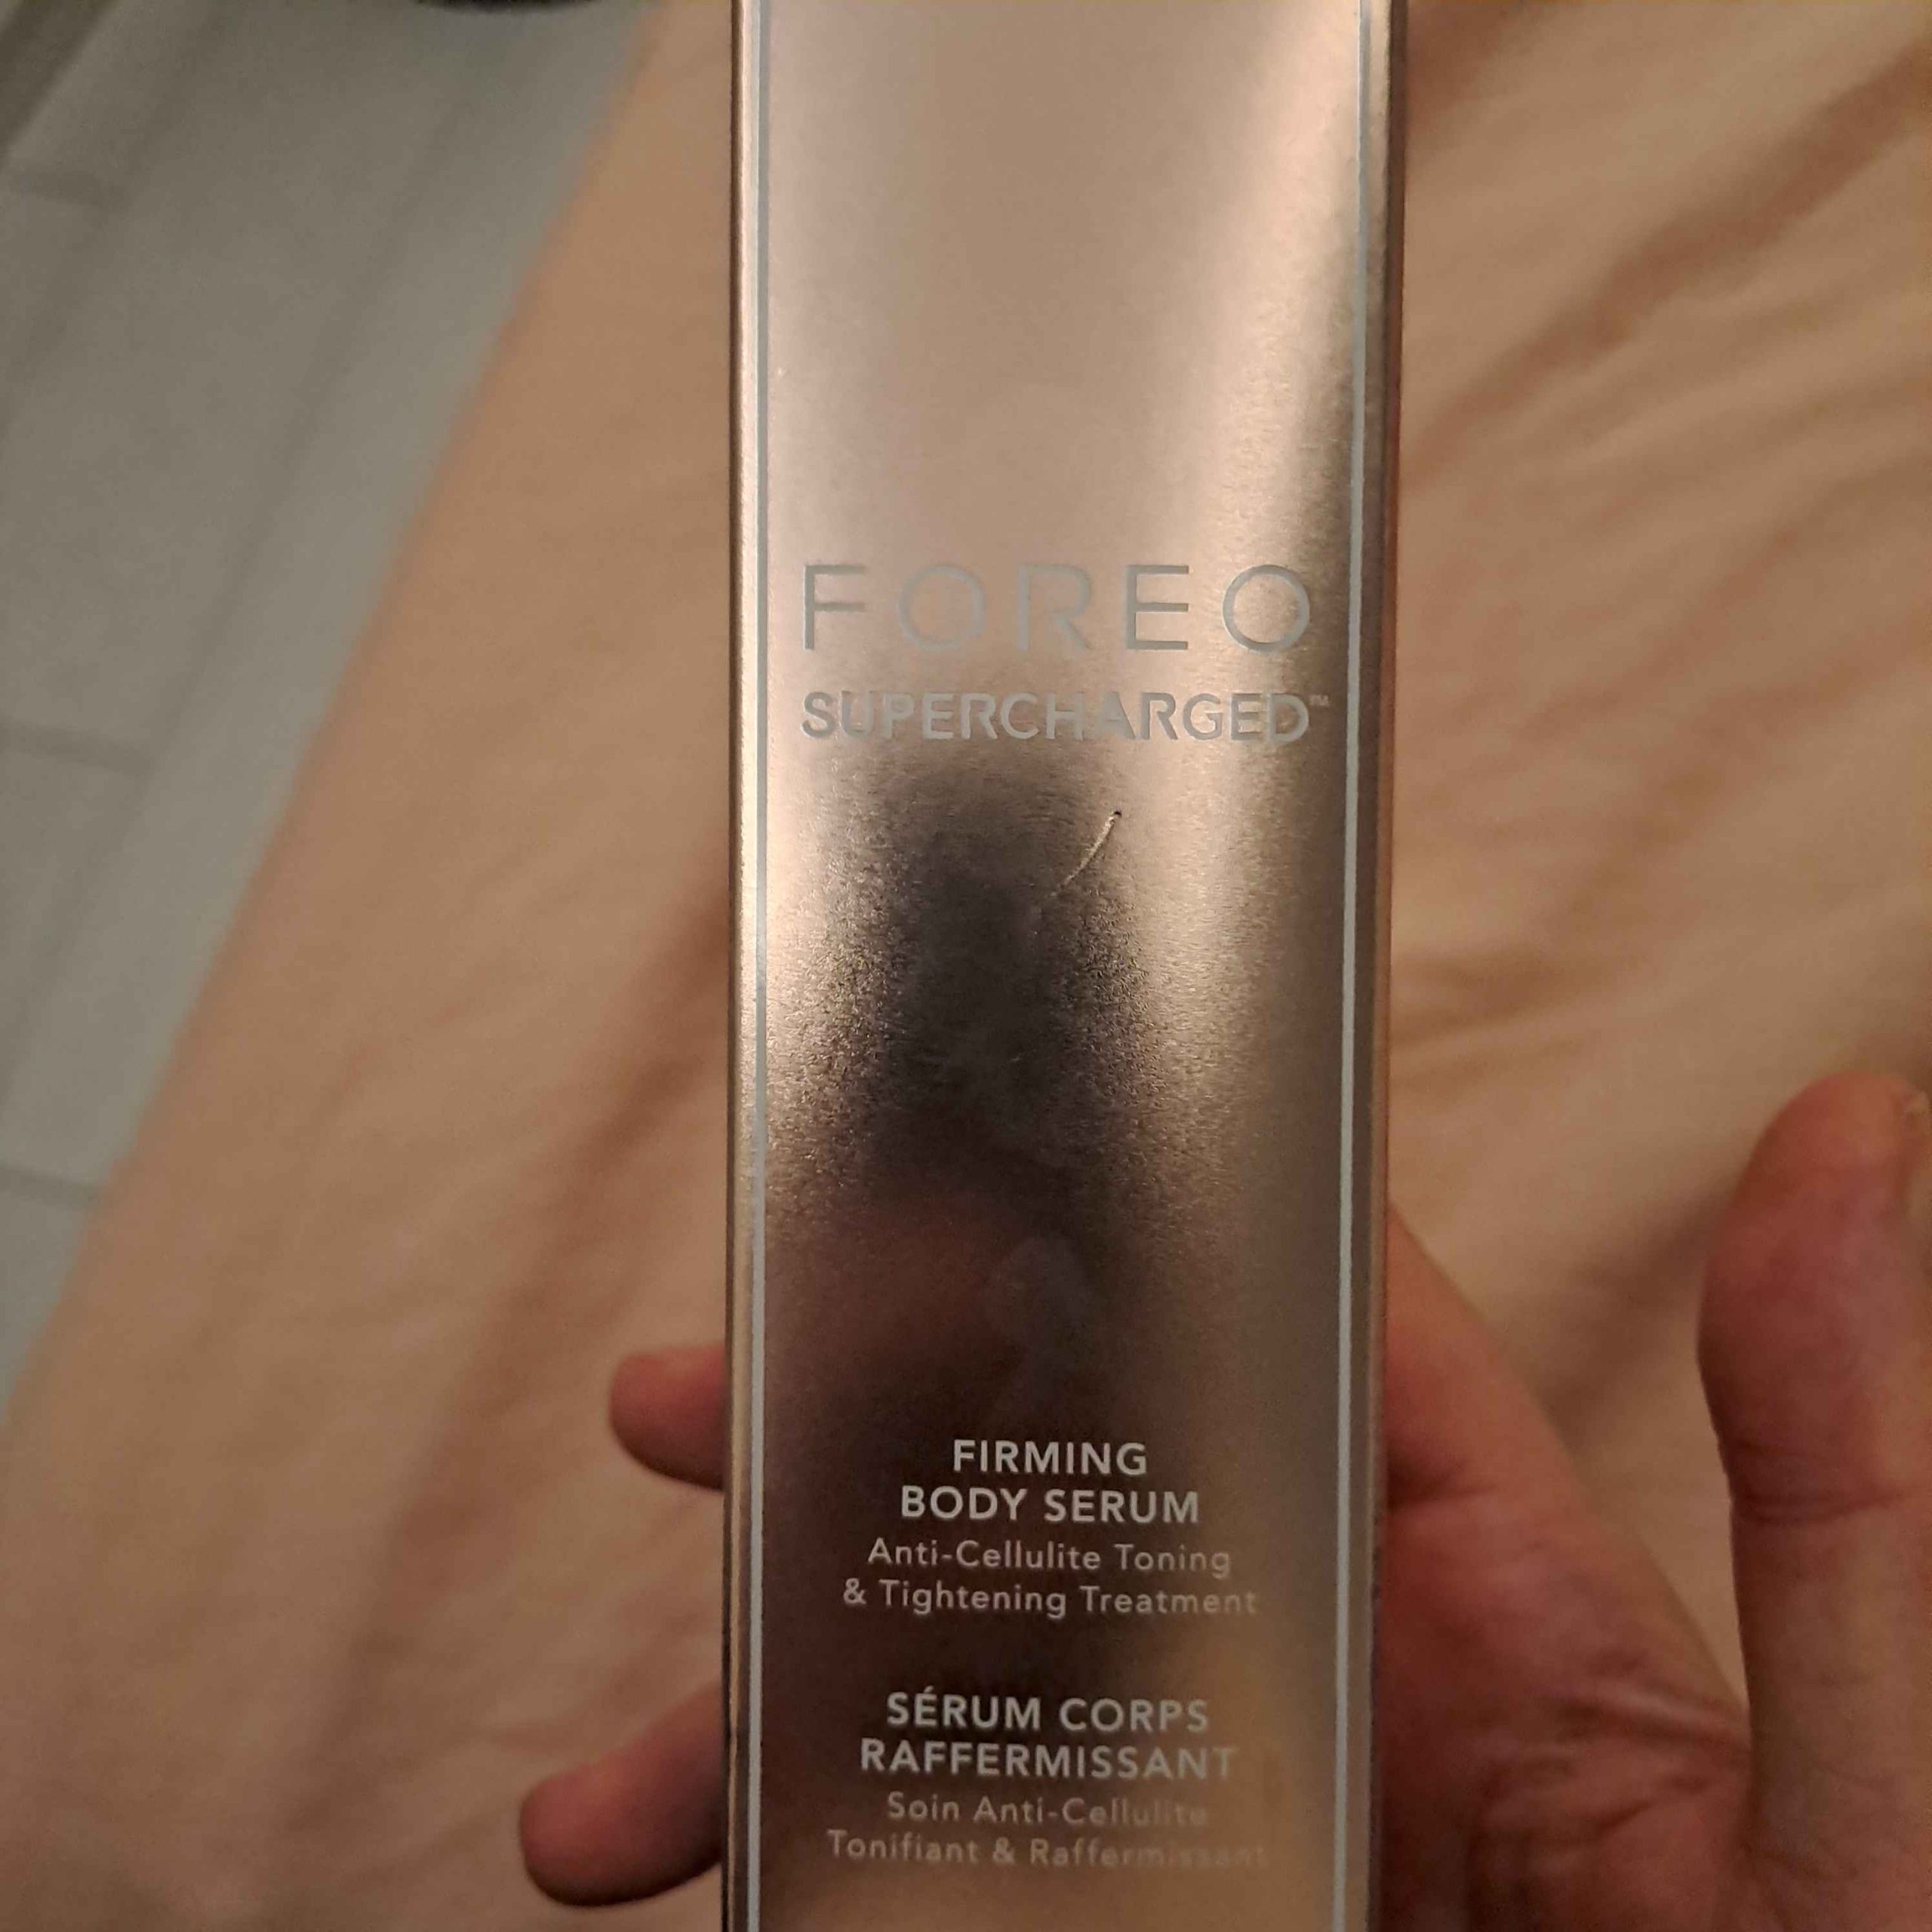 FOREO
SUPERCHARGED™
FIRMING
BODY SERUM
Anti-Cellulite Toning
& Tightening Treatment
SÉRUM CORPS
RAFFERMISSANT
Soin Anti-Cellulite
Tonifiant & Raffermissant